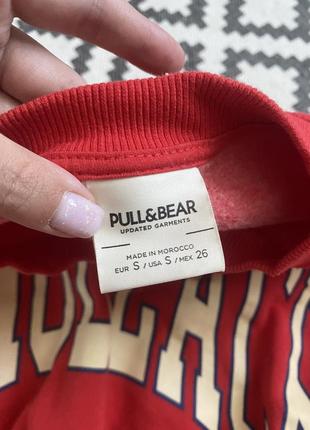 PULL&BEAR
UPDATED GARMENTS
MADE IN MOROCCO
EUR S / USA S / MEX 26